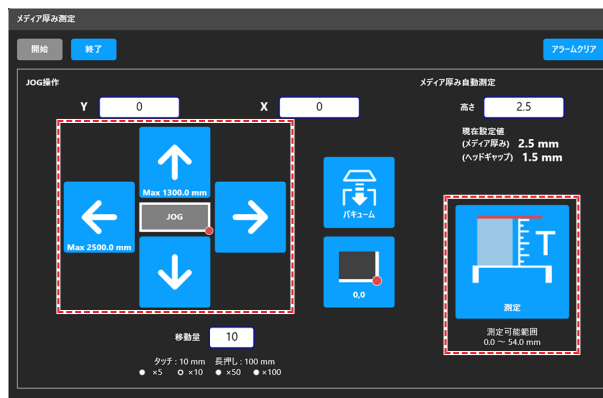 メディア厚み測定
開始 終了 アラームクリア
JOG操作 メディア厚み自動測定
Y 0 X 0 高さ 2.5
現在設定値
(メディア厚み) 2.5 mm
(ヘッドギャップ) 1.5 mm
Max 1300.0 mm
JOG
バキューム
Max 2500.0 mm
T
0,0
測定
移動量 10
測定可能範囲
0.0 ～ 54.0 mm
タッチ : 10 mm 長押し : 100 mm
×5 ×10 ×50 ×100